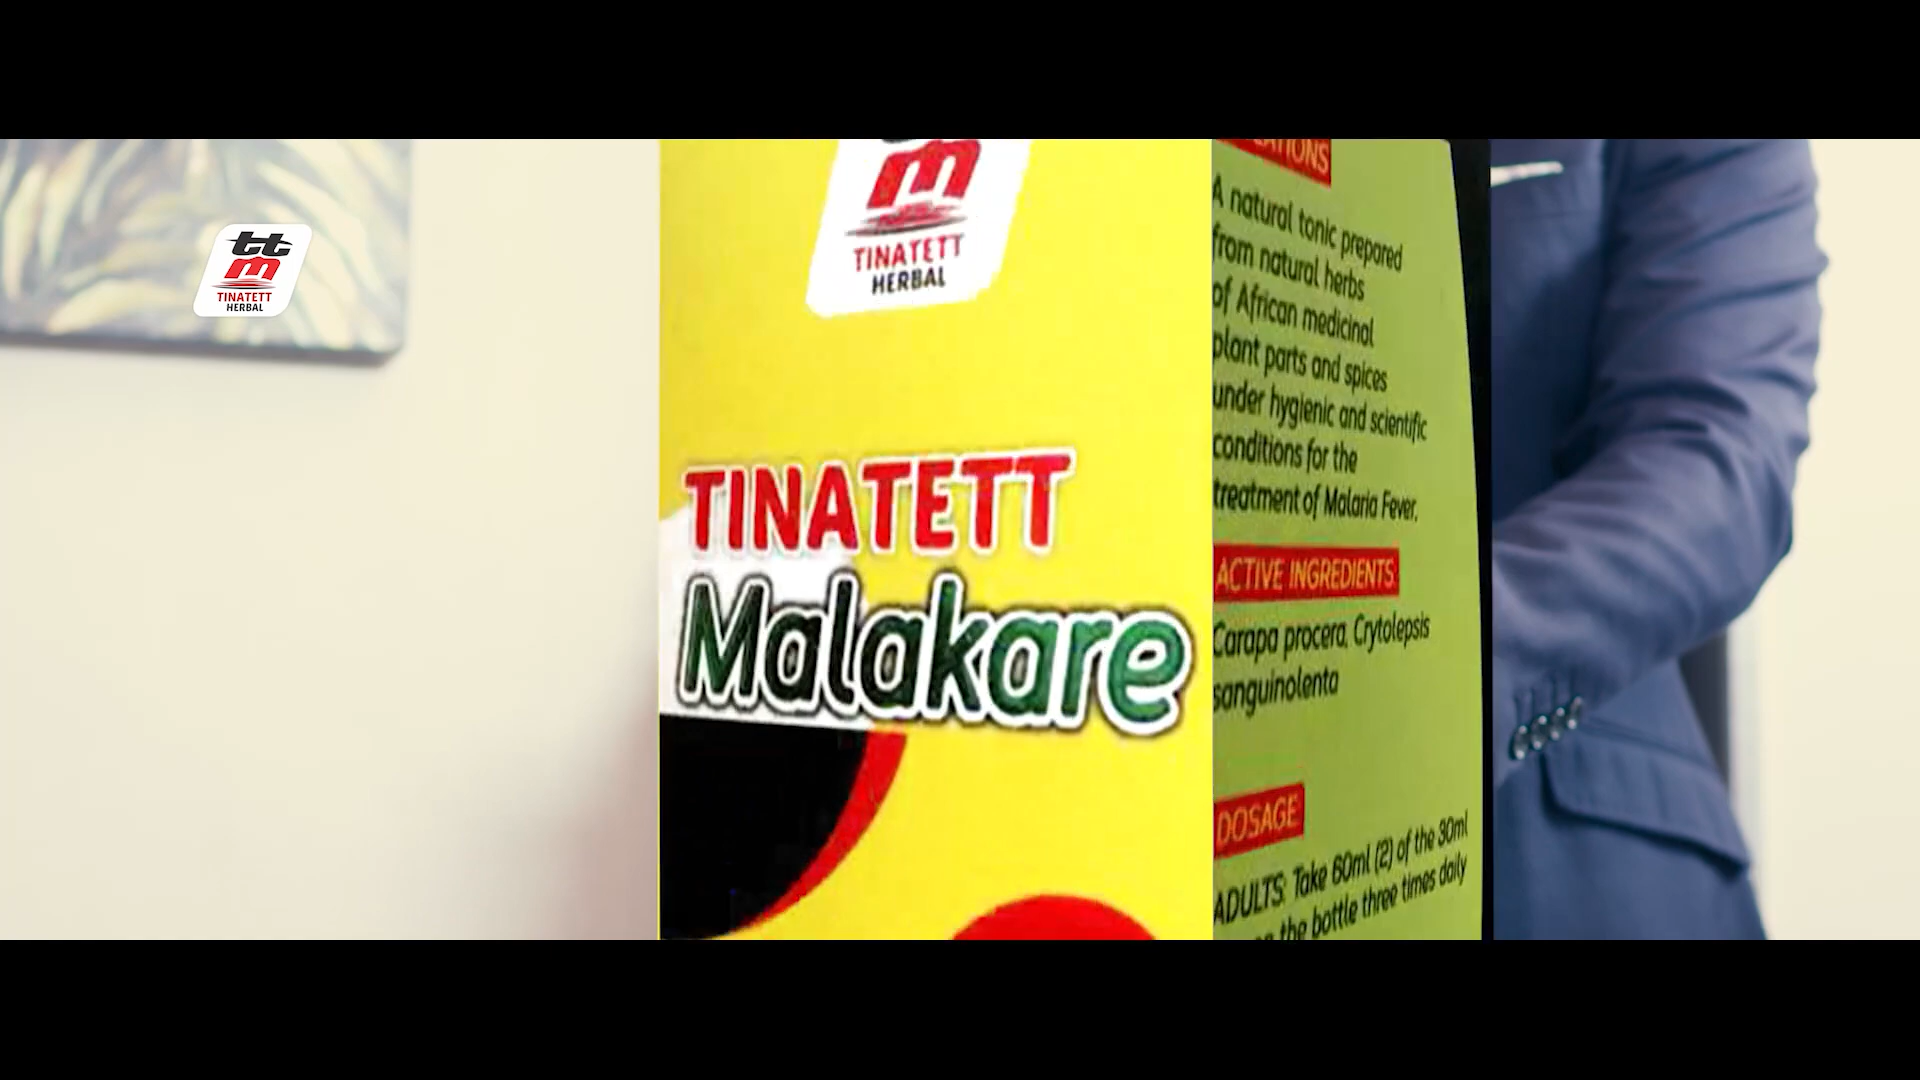 ttm
TINATETT
HERBAL
m
TINATETT
HERBAL
TINATETT
Malakare
A natural tonic prepared
from natural herbs
of African medicinal
plant parts and spices
under hygienic and scientific
conditions for the
treatment of Malaria Fever.
ACTIVE INGREDIENTS:
Carapa procera, Crytolepsis
sanguinolenta
DOSAGE
ADULTS: Take 60ml (2) of the 30ml
the bottle three times daily